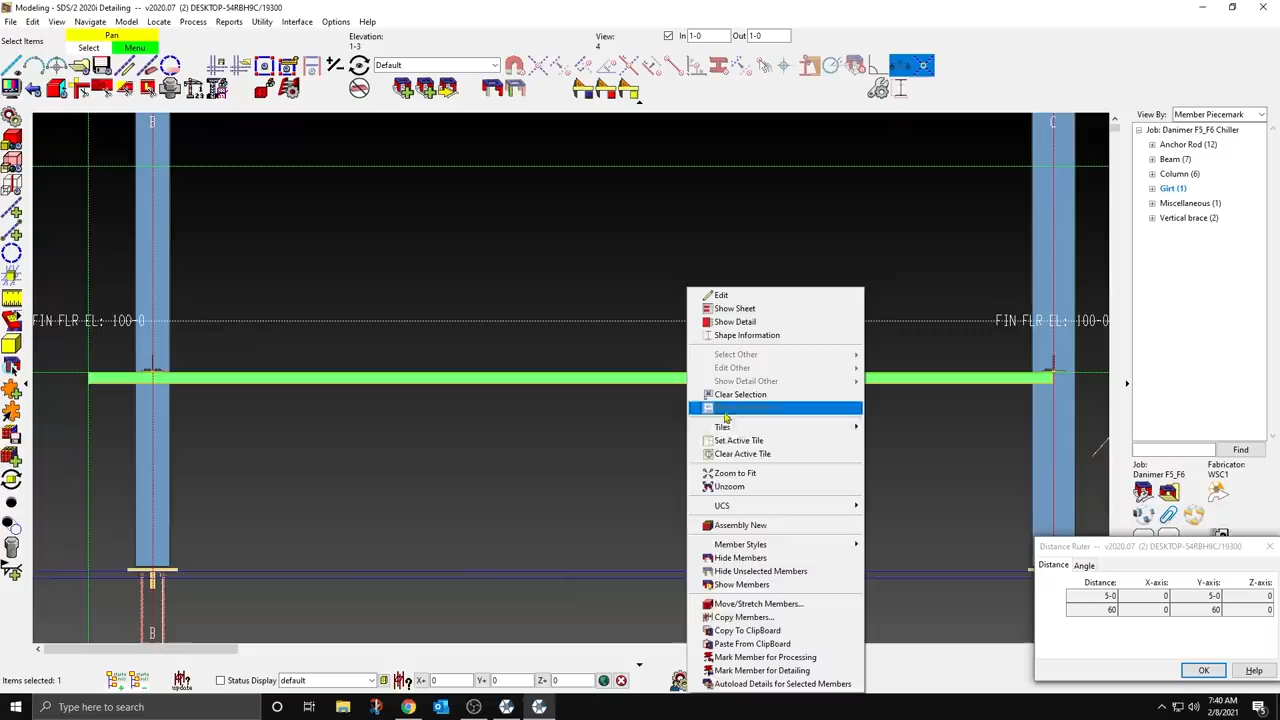 Modeling - SDS/2 2020i Detailing -- v2020.07 (2) DESKTOP-54RBH9C/19300
File Edit View Navigate Model Locate Process Reports Utility Interface Options Help
Select Items
Pan
Select Menu
Elevation:
1-3
View:
4
In 1-0 Out 1-0
Default
View By: Member Piecemark
Job: Danimer F5_F6 Chiller
Anchor Rod (12)
Beam (7)
Column (6)
Girt (1)
Miscellaneous (1)
Vertical brace (2)
B
C
FIN FLR EL: 100-0
FIN FLR EL: 100-0
B
Edit
Show Sheet
Show Detail
Shape Information
Select Other
Edit Other
Show Detail Other
Clear Selection
Tiles
Set Active Tile
Clear Active Tile
Zoom to Fit
Unzoom
UCS
Assembly New
Member Styles
Hide Members
Hide Unselected Members
Show Members
Move/Stretch Members...
Copy Members...
Copy To ClipBoard
Paste From ClipBoard
Mark Member for Processing
Mark Member for Detailing
Autoload Details for Selected Members
Find
Job: Fabricator:
Danimer F5_F6 WSC1
Distance Ruler -- v2020.07 (2) DESKTOP-54RBH9C/19300
Distance Angle
Distance: X-axis: Y-axis: Z-axis:
5-0 0 5-0 0
60 0 60 0
OK Help
Items selected: 1
update
Status Display: default
X+ 0 Y+ 0 Z+ 0
Type here to search
7:40 AM
2/8/2021
5